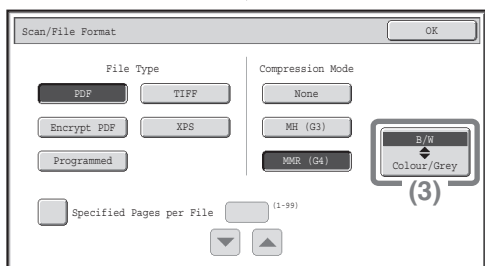 Scan/File Format
OK
File Type
Compression Mode
PDF
TIFF
None
Encrypt PDF
XPS
MH (G3)
B/W
Colour/Grey
Programmed
MMR (G4)
(3)
Specified Pages per File
(1-99)